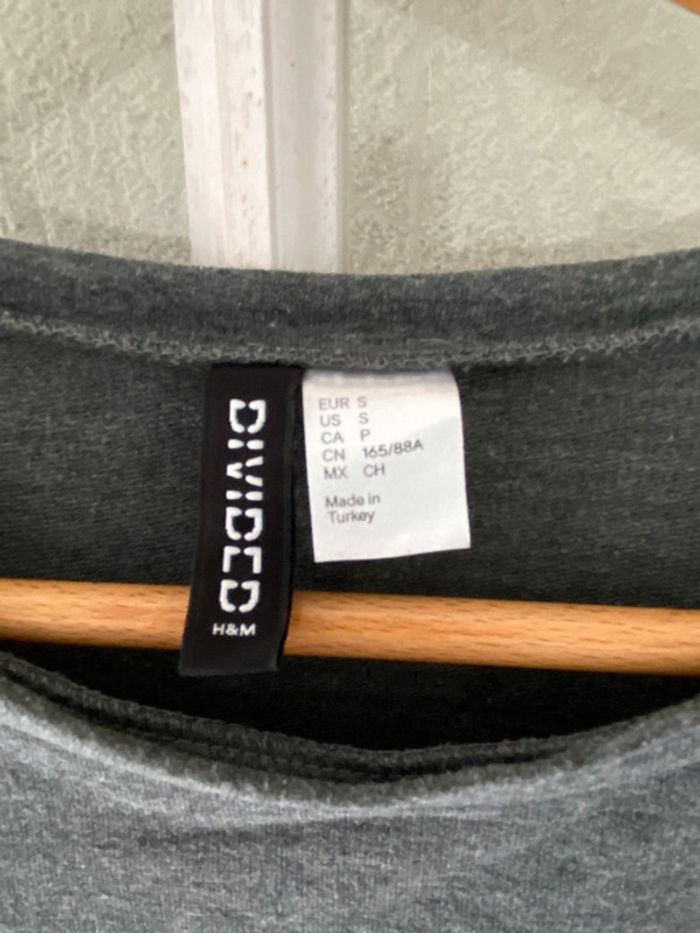 DIVIDED
H&M
EUR S
US S
CA P
CN 165/88A
MX CH
Made in
Turkey